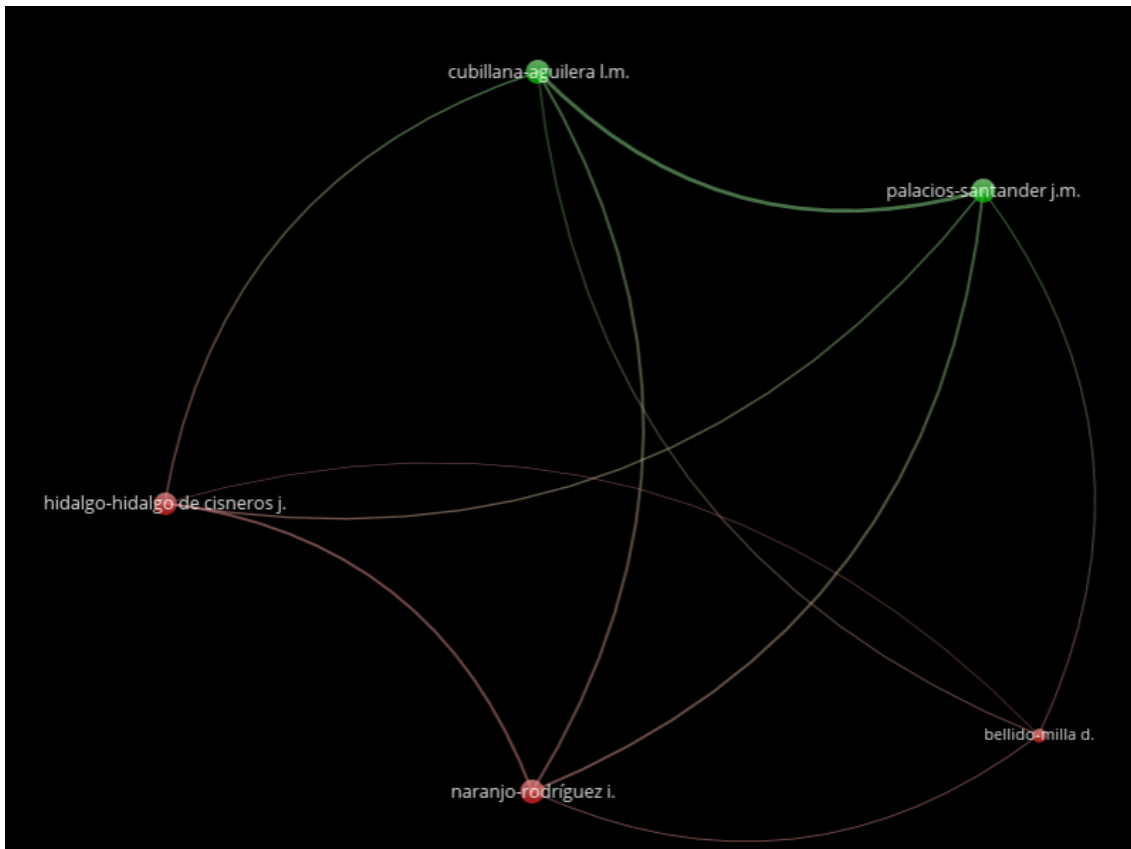 cubillana-aguilera l.m.
palacios-santander j.m.
hidalgo-hidalgo de cisneros j.
bellido-milla d.
naranjo-rodríguez i.